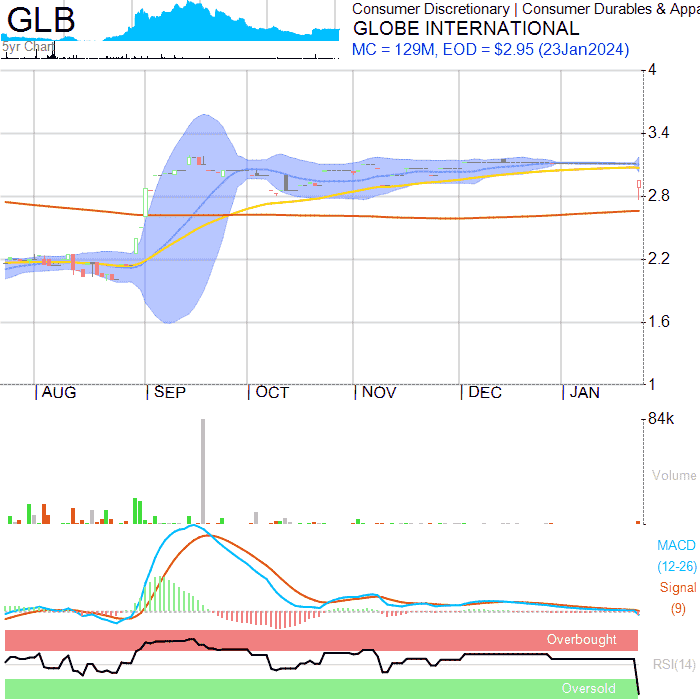 GLB
5yr Chart
Consumer Discretionary | Consumer Durables & Appa
GLOBE INTERNATIONAL
MC = 129M, EOD = $2.95 (23Jan2024)
4
3.4
2.8
2.2
1.6
1
| AUG | SEP | OCT | NOV | DEC | JAN
84k
Volume
MACD
(12-26)
Signal
(9)
Overbought
RSI(14)
Oversold